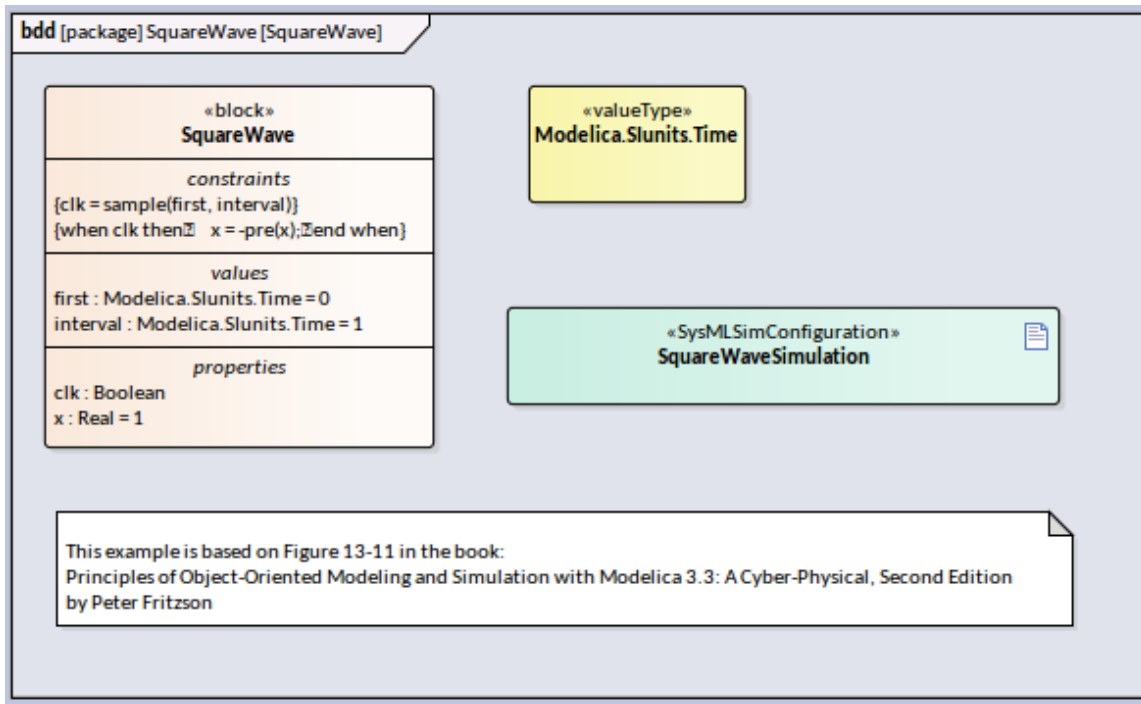 bdd [package] SquareWave [SquareWave]
«block»
SquareWave
constraints
{clk = sample(first, interval)}
{when clk then⍰ x = -pre(x);⍰end when}
values
first : Modelica.SIunits.Time = 0
interval : Modelica.SIunits.Time = 1
properties
clk : Boolean
x : Real = 1
«valueType»
Modelica.SIunits.Time
«SysMLSimConfiguration»
SquareWaveSimulation
This example is based on Figure 13-11 in the book:
Principles of Object-Oriented Modeling and Simulation with Modelica 3.3: A Cyber-Physical, Second Edition
by Peter Fritzson